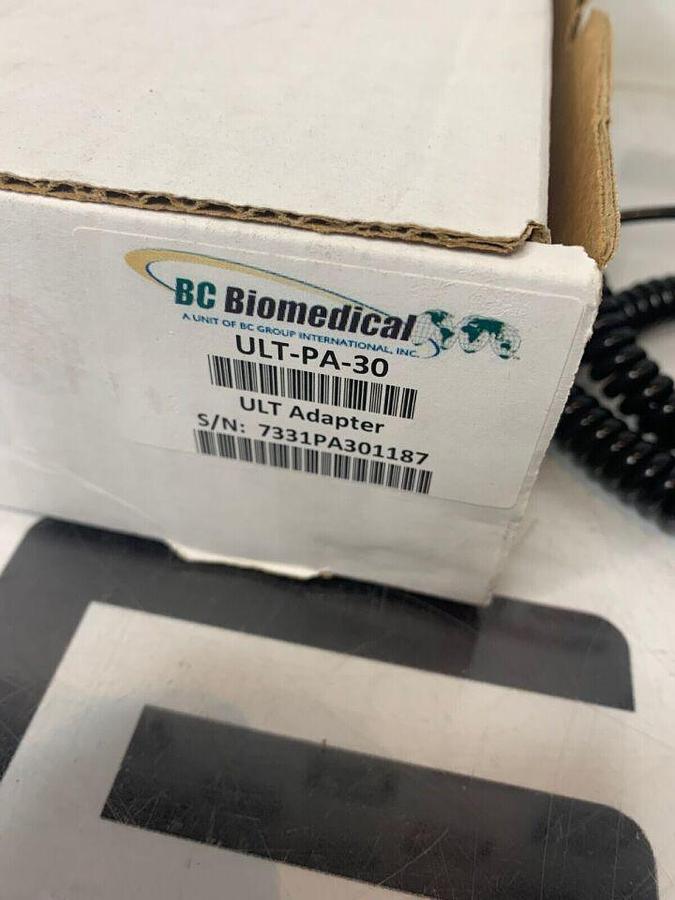 BC Biomedical
A UNIT OF BC GROUP INTERNATIONAL, INC.
ULT-PA-30
ULT Adapter
S/N: 7331PA301187